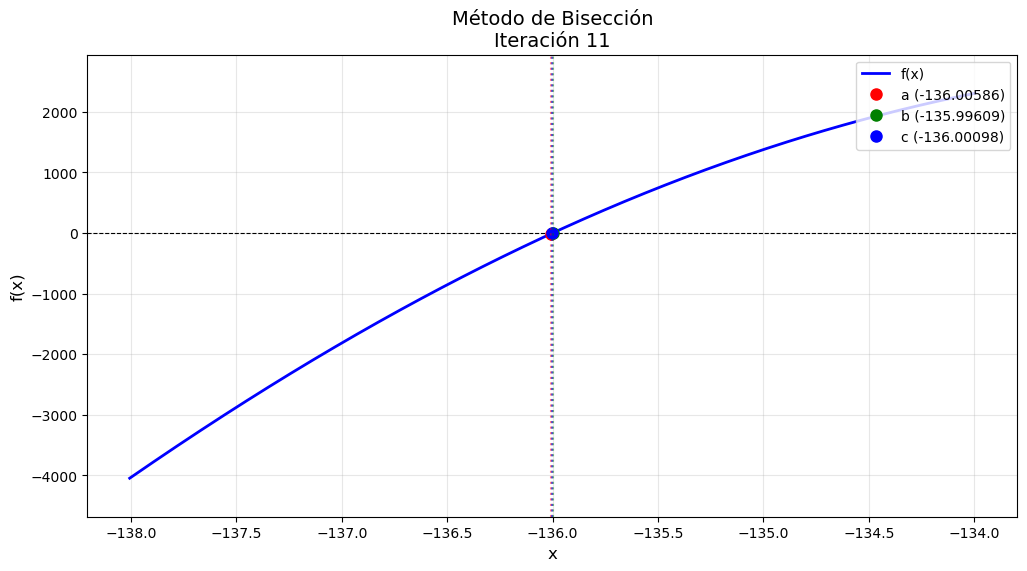 Método de Bisección
Iteración 11
f(x)
a (-136.00586)
b (-135.99609)
c (-136.00098)
2000
1000
0
−1000
−2000
−3000
−4000
f(x)
−138.0 −137.5 −137.0 −136.5 −136.0 −135.5 −135.0 −134.5 −134.0
x